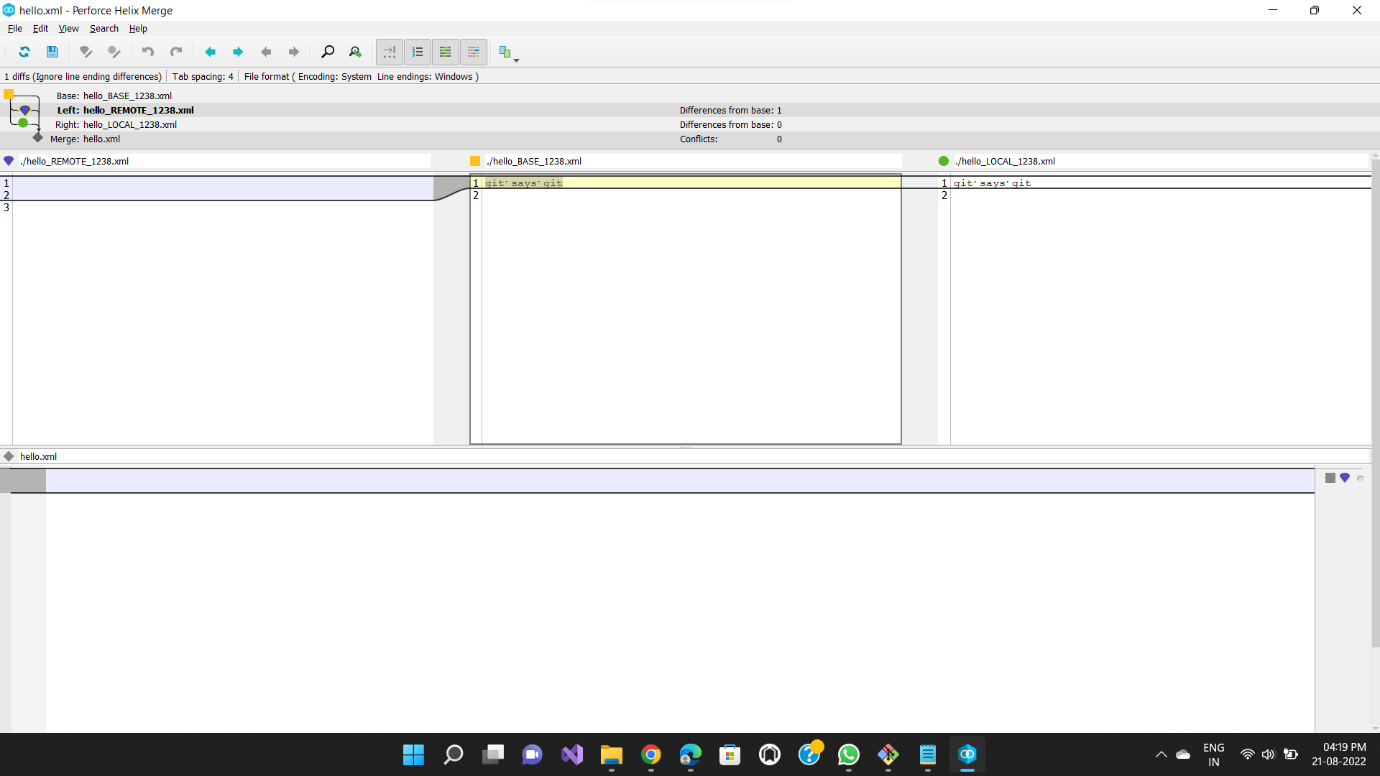 hello.xml - Perforce Helix Merge
File Edit View Search Help
1 diffs (Ignore line ending differences) Tab spacing: 4 File format ( Encoding: System Line endings: Windows )
Base: hello_BASE_1238.xml
Left: hello_REMOTE_1238.xml Differences from base: 1
Right: hello_LOCAL_1238.xml Differences from base: 0
Merge: hello.xml Conflicts: 0
./hello_REMOTE_1238.xml ./hello_BASE_1238.xml ./hello_LOCAL_1238.xml
1 1 git·says·git 1 git·says·git
2 2 2
3
hello.xml
ENG 04:19 PM
IN 21-08-2022